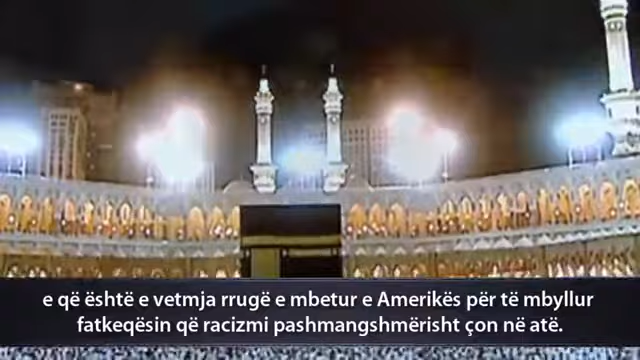 e që është e vetmja rrugë e mbetur e Amerikës për të mbyllur
fatkeqësin që racizmi pashmangshmërisht çon në atë.